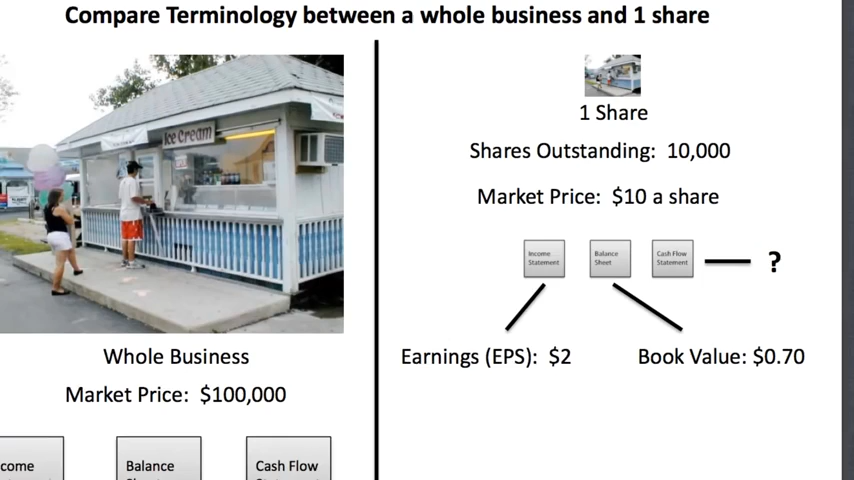 Compare Terminology between a whole business and 1 share
Ice Cream
1 Share
Shares Outstanding: 10,000
Market Price: $10 a share
Income
Statement
Balance
Sheet
Cash Flow
Statement
?
Earnings (EPS): $2
Book Value: $0.70
Whole Business
Market Price: $100,000
come
Balance
Cash Flow